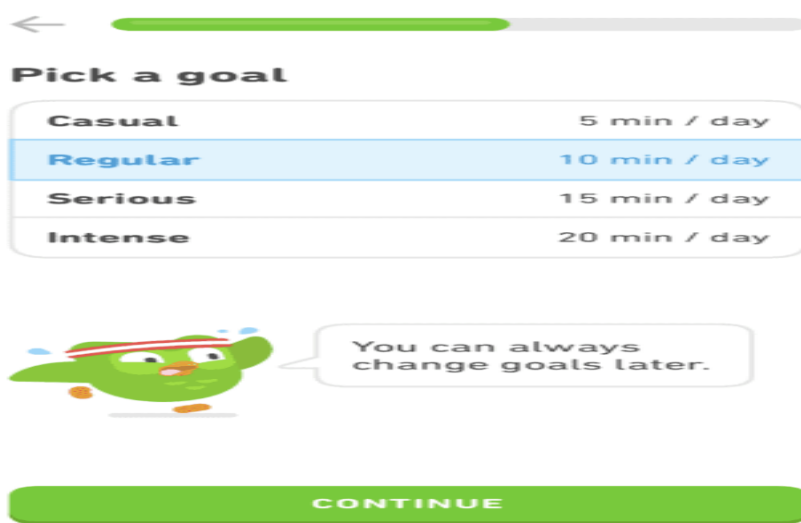 Pick a goal
Casual 5 min / day
Regular 10 min / day
Serious 15 min / day
Intense 20 min / day
You can always
change goals later.
CONTINUE